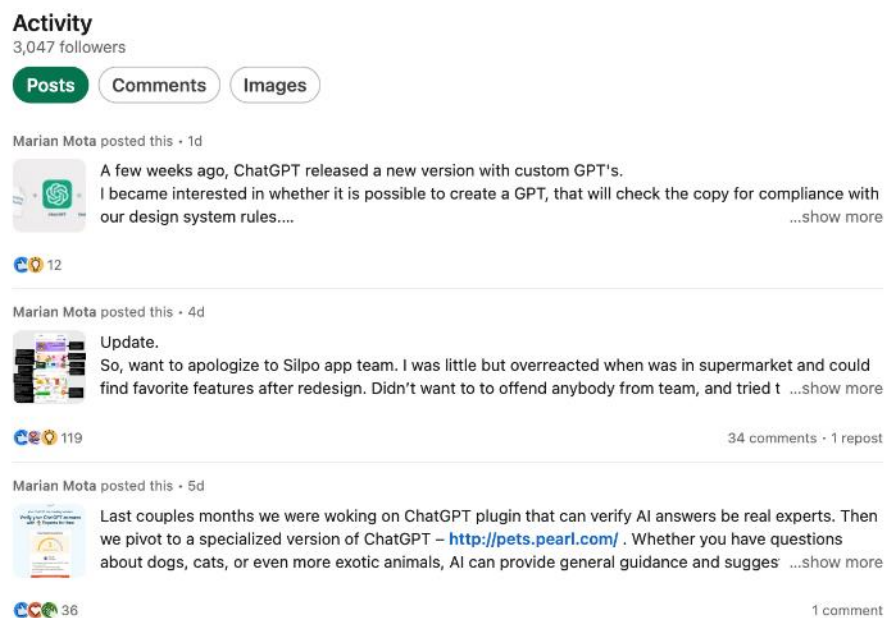 Activity
3,047 followers
Posts
Comments
Images
Marian Mota posted this • 1d
A few weeks ago, ChatGPT released a new version with custom GPT's.
I became interested in whether it is possible to create a GPT, that will check the copy for compliance with
our design system rules....
...show more
12
Marian Mota posted this • 4d
Update.
So, want to apologize to Silpo app team. I was little but overreacted when was in supermarket and could
find favorite features after redesign. Didn't want to to offend anybody from team, and tried t ...show more
119
34 comments • 1 repost
Marian Mota posted this • 5d
Last couples months we were woking on ChatGPT plugin that can verify AI answers be real experts. Then
we pivot to a specialized version of ChatGPT – http://pets.pearl.com/ . Whether you have questions
about dogs, cats, or even more exotic animals, AI can provide general guidance and sugges ...show more
36
1 comment